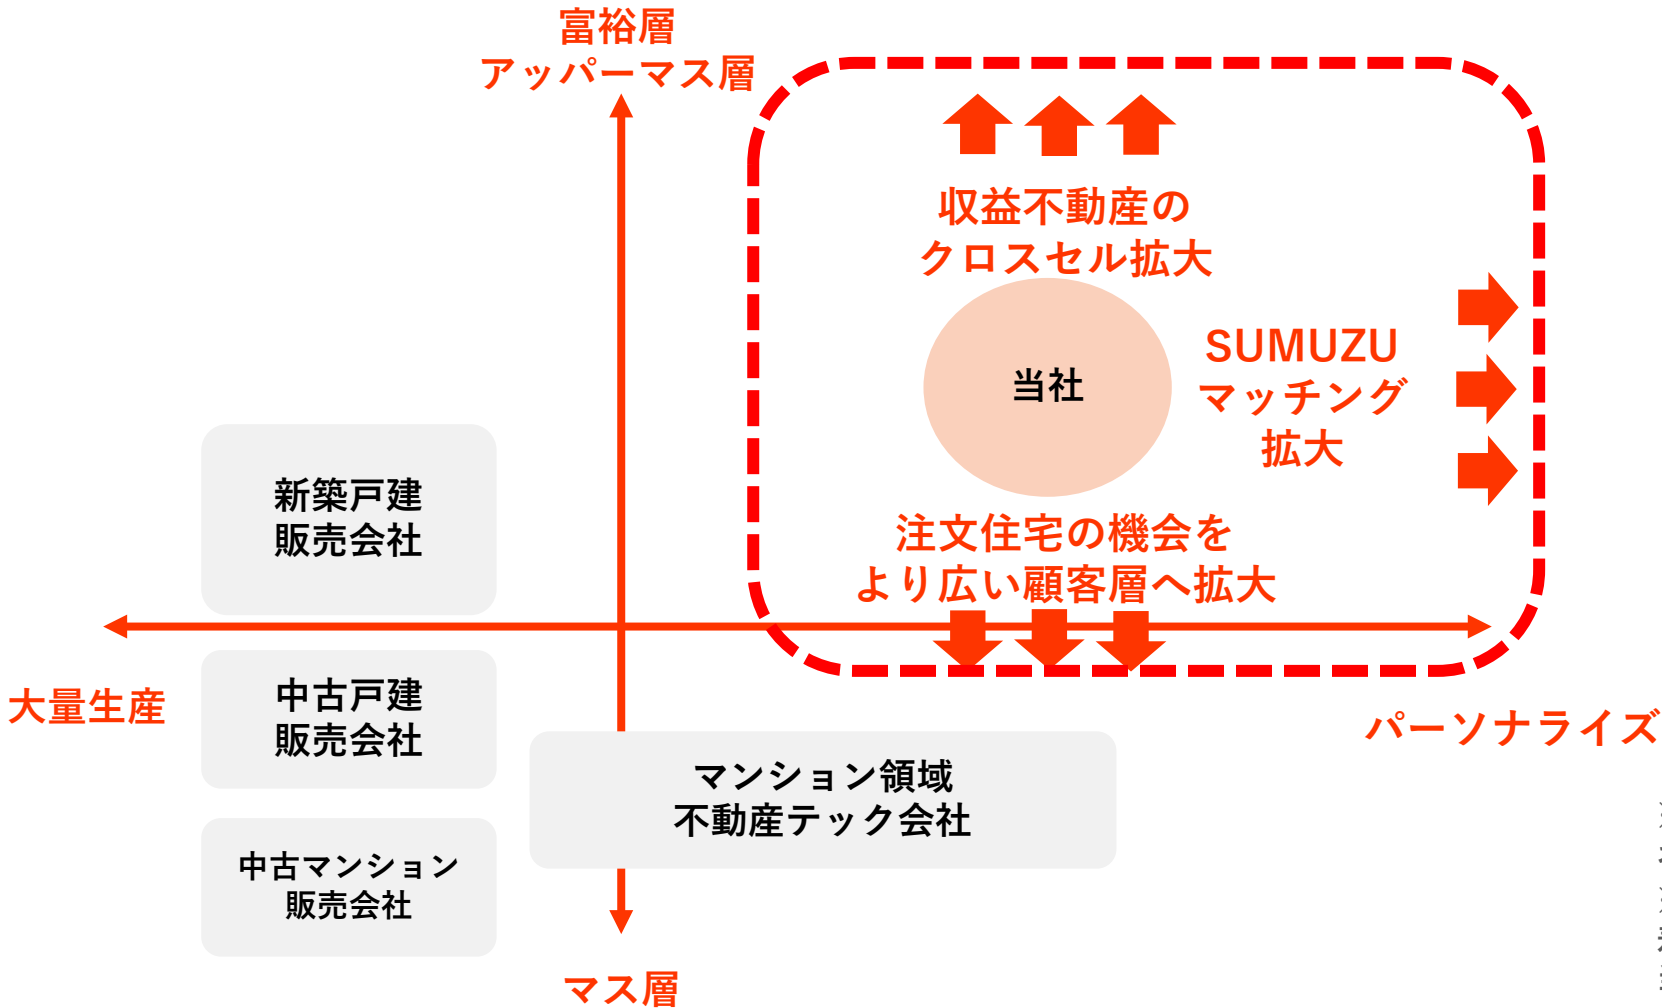 富裕層
アッパーマス層
収益不動産の
クロスセル拡大
当社
SUMUZU
マッチング
拡大
注文住宅の機会を
より広い顧客層へ拡大
新築戸建
販売会社
大量生産
中古戸建
販売会社
パーソナライズ
マンション領域
不動産テック会社
中古マンション
販売会社
マス層